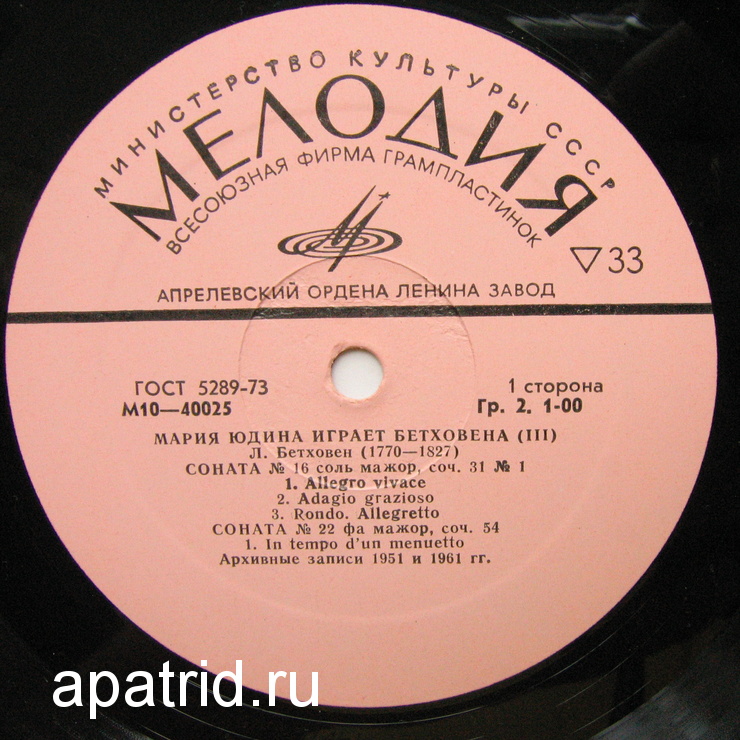 МИНИСТЕРСТВО КУЛЬТУРЫ СССР
МЕЛОДИЯ
ВСЕСОЮЗНАЯ ФИРМА ГРАМПЛАСТИНОК
▽33
АПРЕЛЕВСКИЙ ОРДЕНА ЛЕНИНА ЗАВОД
ГОСТ 5289-73
1 сторона
М10—40025
Гр. 2. 1-00
МАРИЯ ЮДИНА ИГРАЕТ БЕТХОВЕНА (III)
Л. Бетховен (1770—1827)
СОНАТА № 16 соль мажор, соч. 31 № 1
1. Allegro vivace
2. Adagio grazioso
3. Rondo. Allegretto
СОНАТА № 22 фа мажор, соч. 54
1. In tempo d'un menuetto
Архивные записи 1951 и 1961 гг.
apatrid.ru